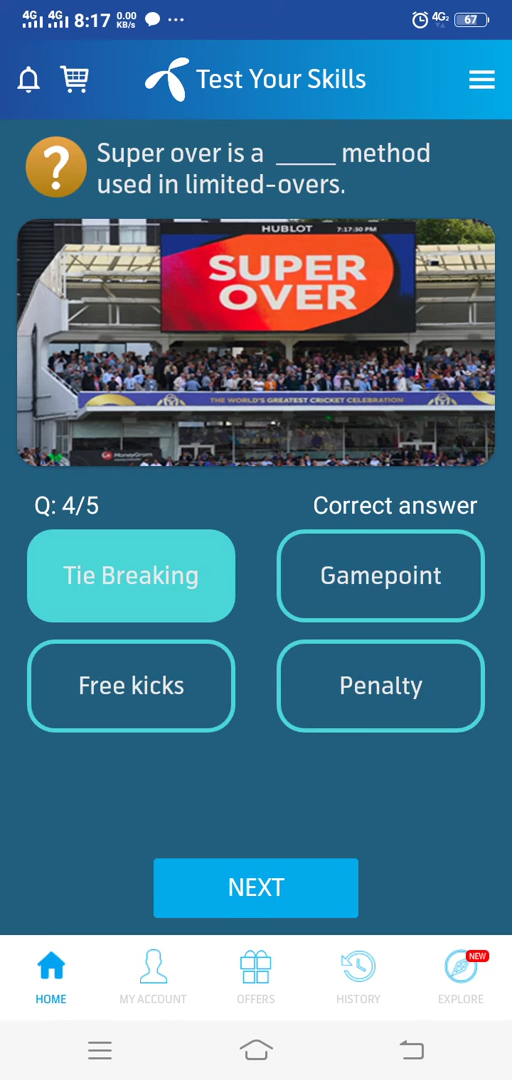 4G 4G 8:17 0.00 KB/s ... 4G2 67
Test Your Skills
? Super over is a _____ method
used in limited-overs.
HUBLOT 7:17:30 PM
SUPER
OVER
THE WORLD'S GREATEST CRICKET CELEBRATION
MoneyGram
Q: 4/5 Correct answer
Tie Breaking Gamepoint
Free kicks Penalty
NEXT
NEW
HOME MY ACCOUNT OFFERS HISTORY EXPLORE